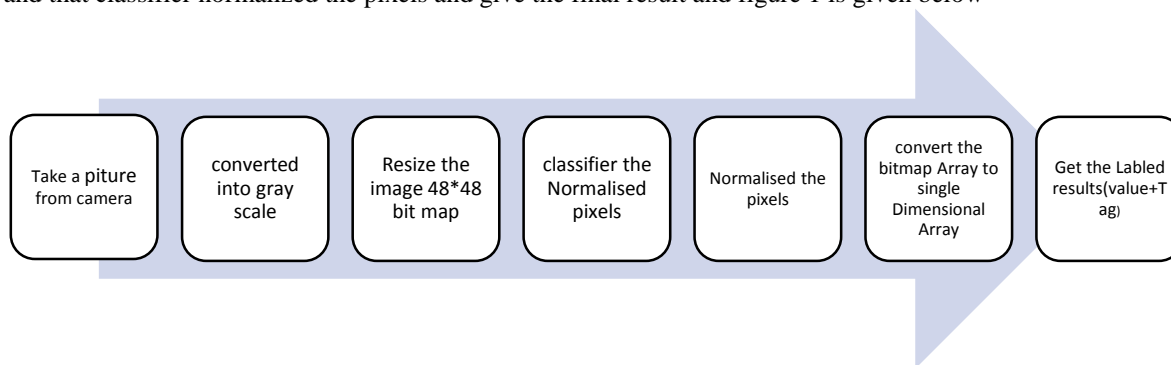 and that classifier normalized the pixels and give the final result and figure 1 is given below
Take a piture
from camera
converted
into gray
scale
Resize the
image 48*48
bit map
classifier the
Normalised
pixels
Normalised the
pixels
convert the
bitmap Array to
single
Dimensional
Array
Get the Labled
results(value+T
ag)